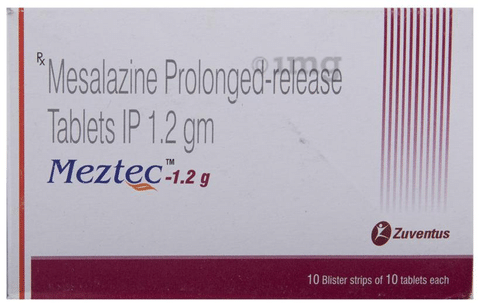 Rx
Mesalazine Prolonged-release
Tablets IP 1.2 gm
Meztec™-1.2 g
1mg
Zuventus
10 Blister strips of 10 tablets each